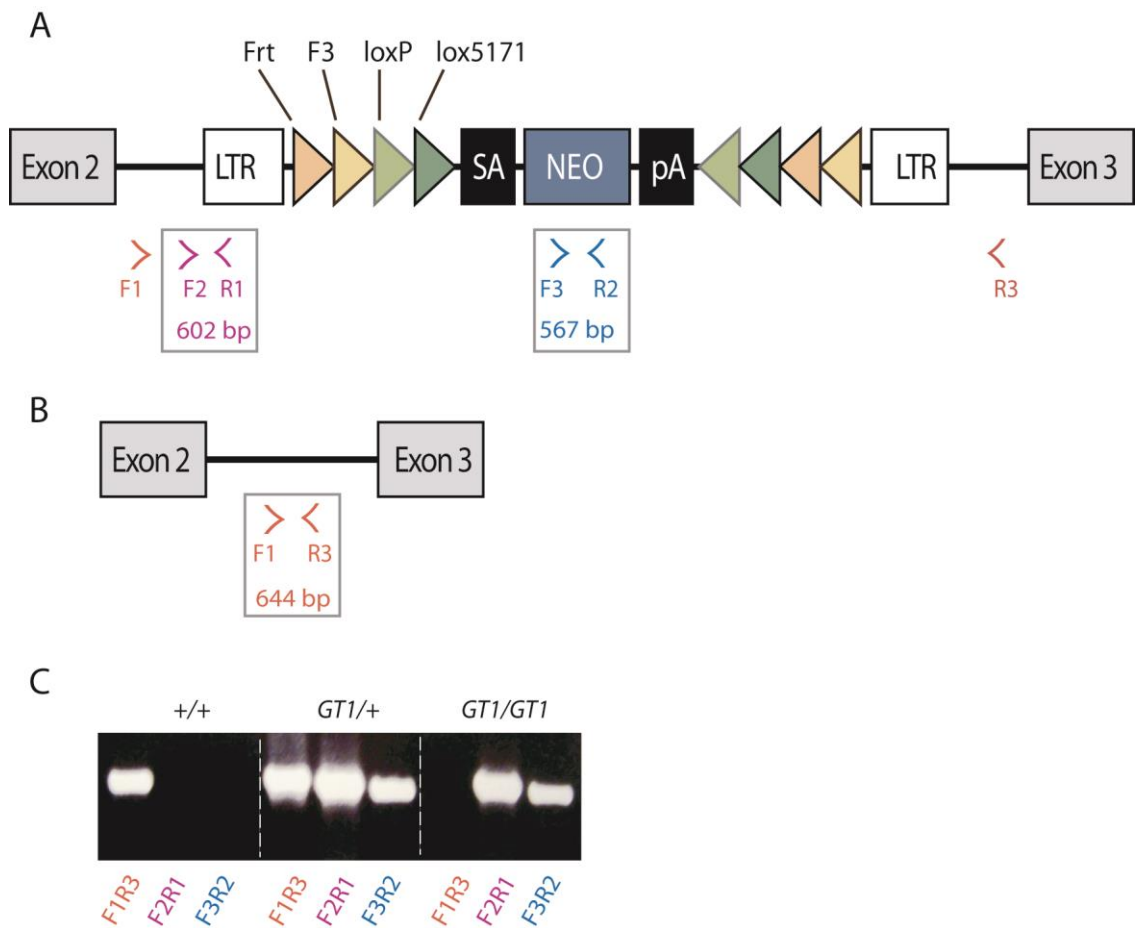 A
Frt F3 loxP lox5171
Exon 2 LTR SA NEO pA LTR Exon 3
F1 F2 R1 F3 R2 R3
602 bp 567 bp
B
Exon 2 Exon 3
F1 R3
644 bp
C
+/+ GT1/+ GT1/GT1
F1R3 F2R1 F3R2 F1R3 F2R1 F3R2 F1R3 F2R1 F3R2